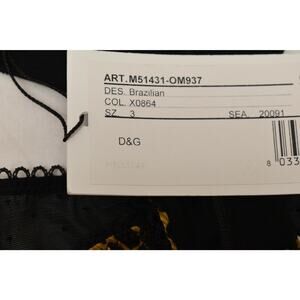 ART.M51431-OM937
DES. Brazilian
COL. X0864
SZ. 3 SEA. 20091
D&G
8 033